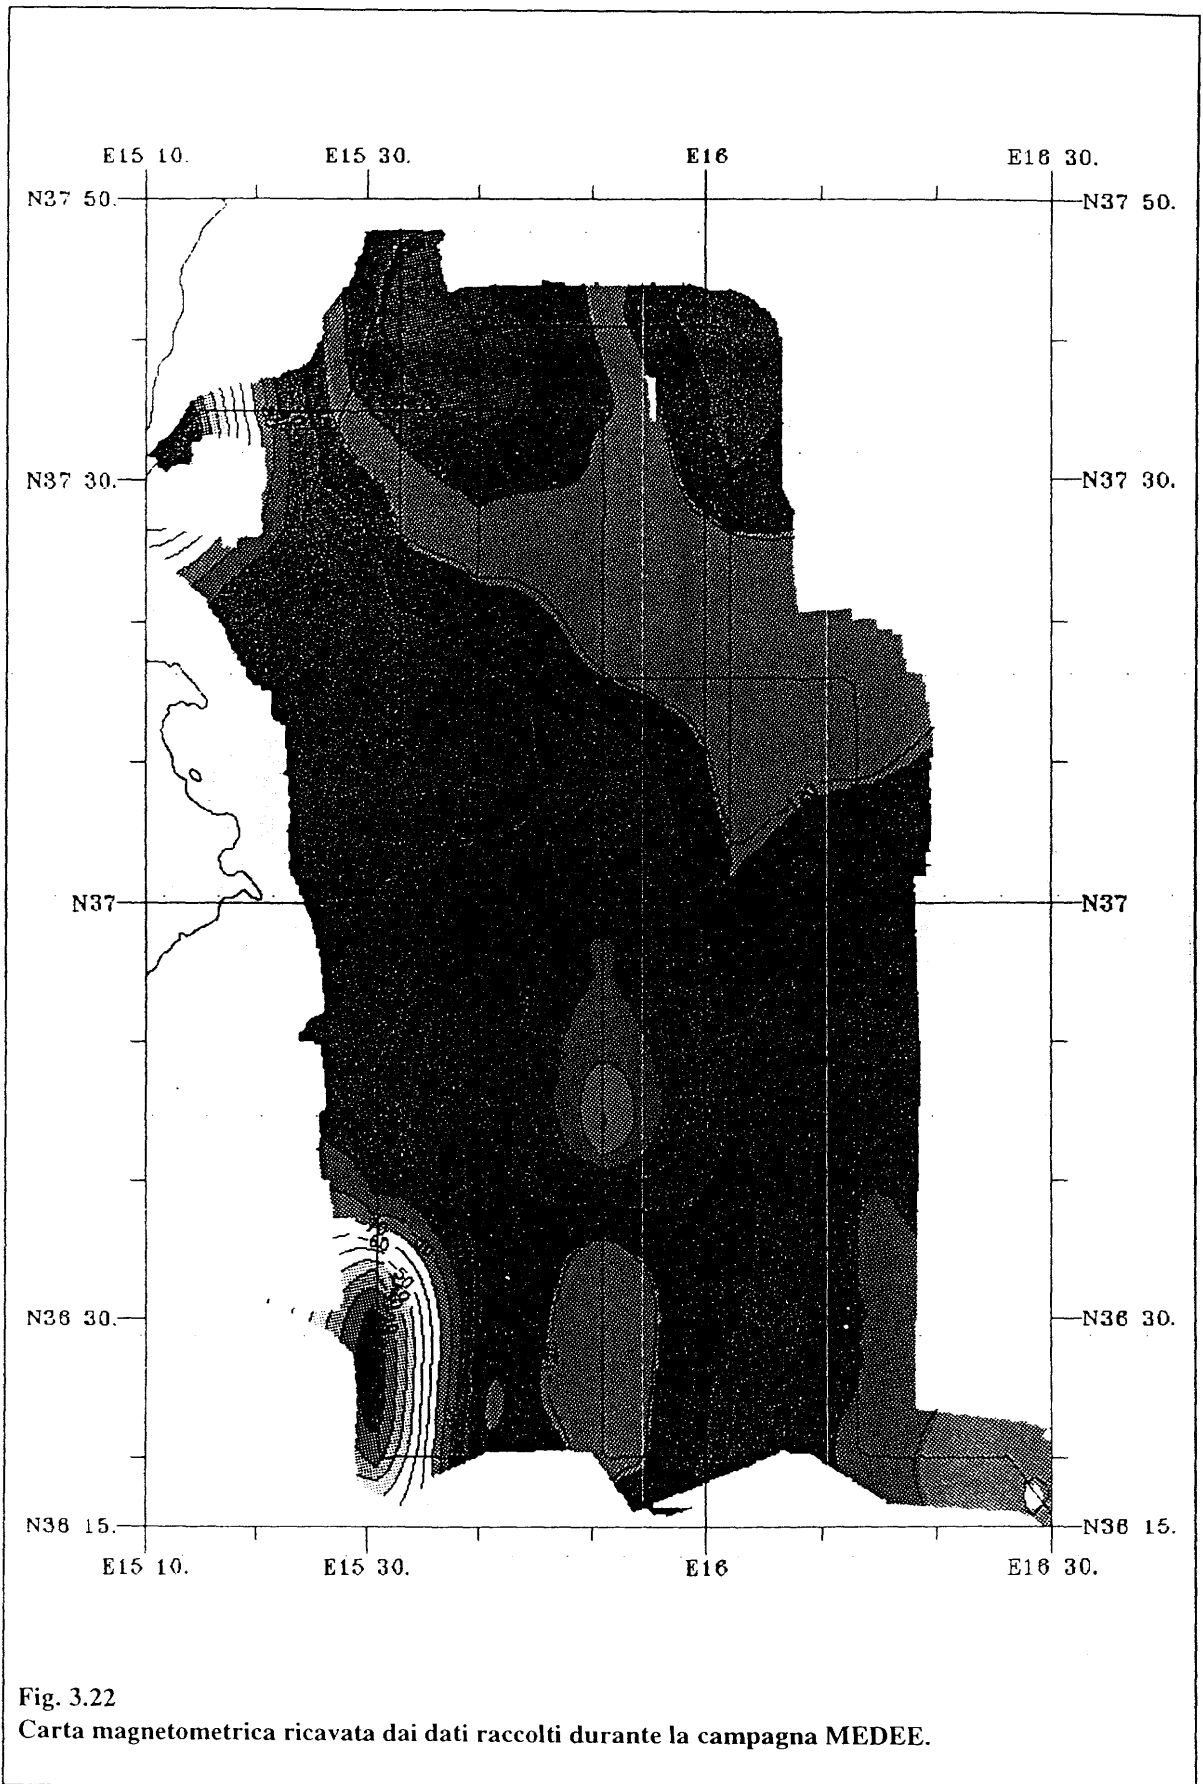 E15 10. E15 30. E16 E16 30.
N37 50. N37 50.
N37 30. N37 30.
N37 N37
N36 30. N36 30.
N36 15. N36 15.
E15 10. E15 30. E16 E16 30.
Fig. 3.22
Carta magnetometrica ricavata dai dati raccolti durante la campagna MEDEE.